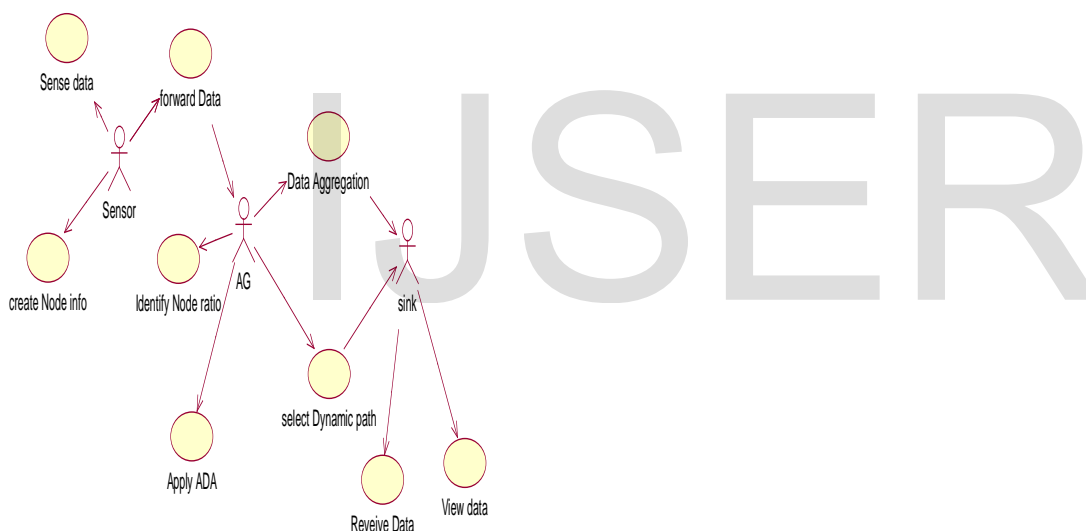 Sense data
forward Data
Sensor
Data Aggregation
create Node info
Identify Node ratio
AG
sink
select Dynamic path
Apply ADA
View data
Reveive Data
IJSER